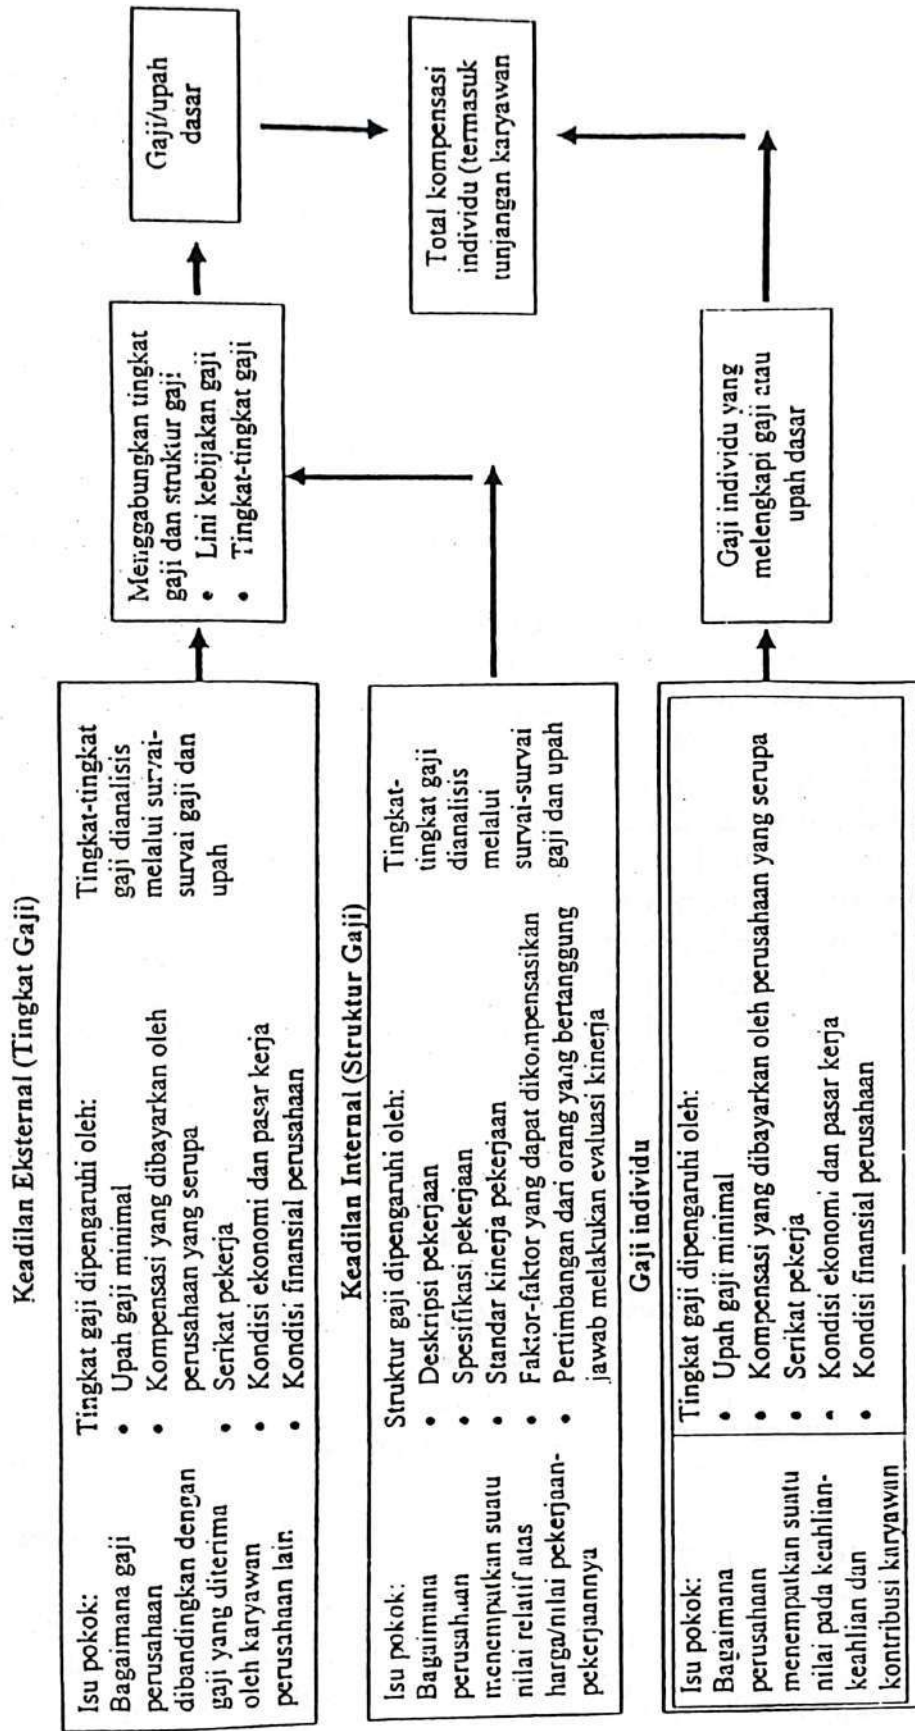 Keadilan Eksternal (Tingkat Gaji)
Isu pokok:
Bagaimana gaji
perusahaan
dibandingkan dengan
gaji yang diterima
oleh karyawan
perusahaan lain
Tingkat gaji dipengaruhi oleh:
• Upah gaji minimal
• Kompensasi yang dibayarkan oleh
perusahaan yang serupa
• Serikat pekerja
• Kondisi ekonomi dan pasar kerja
• Kondisi finansial perusahaan
Tingkat-tingkat
gaji dianalisis
melalui survai-
survai gaji dan
upah
Menggabungkan tingkat
gaji dan struktur gaji
• Lini kebijakan gaji
• Tingkat-tingkat gaji
Gaji/upah
dasar
Keadilan Internal (Struktur Gaji)
Isu pokok:
Bagaimana
perusahaan
menempatkan suatu
nilai relatif atas
harga/nilai pekerjaan-
pekerjaannya
Struktur gaji dipengaruhi oleh:
• Deskripsi pekerjaan
• Spesifikasi pekerjaan
• Standar kinerja pekerjaan
• Faktor-faktor yang dapat dikompensasikan
• Pertimbangan dari orang yang bertanggung
jawab melakukan evaluasi kinerja
Tingkat-
tingkat gaji
dianalisis
melalui
survai-survai
gaji dan upah
Total kompensasi
individu (termasuk
tunjangan karyawan
Gaji individu
Isu pokok:
Bagaimana
perusahaan
menempatkan suatu
nilai pada keahlian-
keahlian dan
kontribusi karyawan
Tingkat gaji dipengaruhi oleh:
• Upah gaji minimal
• Kompensasi yang dibayarkan oleh perusahaan yang serupa
• Serikat pekerja
• Kondisi ekonomi dan pasar kerja
• Kondisi finansial perusahaan
Gaji individu yang
melengkapi gaji atau
upah dasar